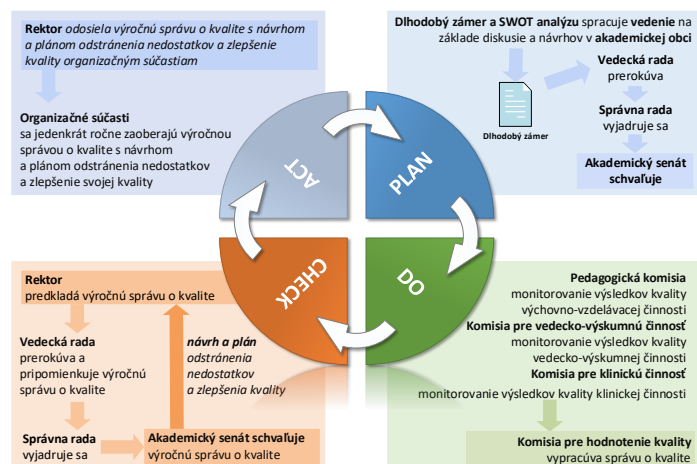 Rektor odosiela výročnú správu o kvalite s návrhom
a plánom odstránenia nedostatkov a zlepšenie
kvality organizačným súčastiam
Organizačné súčasti
sa jedenkrát ročne zaoberajú výročnou
správou o kvalite s návrhom
a plánom odstránenia nedostatkov
a zlepšenie svojej kvality
Dlhodobý zámer a SWOT analýzu spracuje vedenie na
základe diskusie a návrhov v akademickej obci
Vedecká rada
prerokúva
Správna rada
vyjadruje sa
Akademický senát
schvaľuje
Dlhodobý zámer
ACT
PLAN
CHECK
DO
Rektor
predkladá výročnú správu o kvalite
Vedecká rada
prerokúva a
pripomienkuje výročnú
správu o kvalite
návrh a plán
odstránenia
nedostatkov
a zlepšenia kvality
Správna rada
vyjadruje sa
Akademický senát schvaľuje
výročnú správu o kvalite
Pedagogická komisia
monitorovanie výsledkov kvality
výchovno-vzdelávacej činnosti
Komisia pre vedecko-výskumnú činnosť
monitorovanie výsledkov kvality
vedecko-výskumnej činnosti
Komisia pre klinickú činnosť
monitorovanie výsledkov kvality klinickej činnosti
Komisia pre hodnotenie kvality
vypracúva správu o kvalite